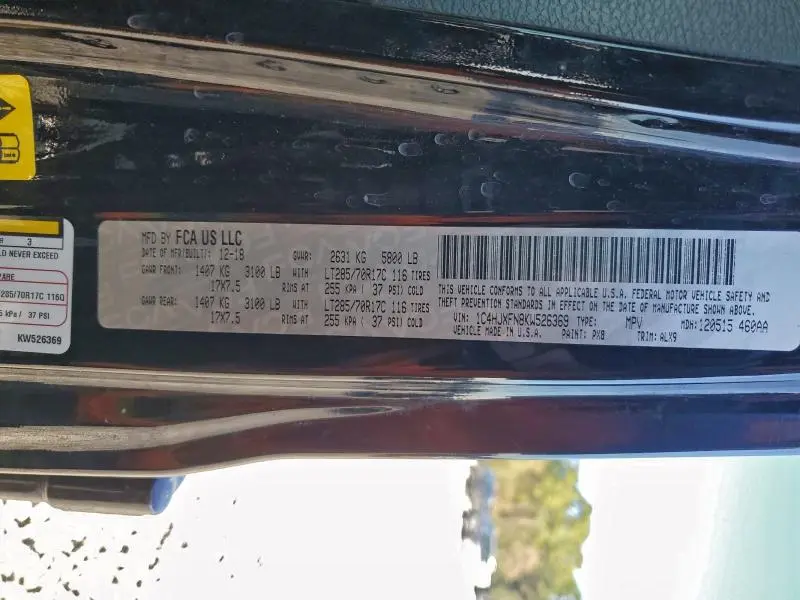 R 3
LD NEVER EXCEED
ARE
285/70R17C 116Q
5 kPa / 37 PSI
KW526369
MFD BY FCA US LLC
DATE OF MFR(BUILT): 12-18 GVWR: 2631 KG 5800 LB
GAWR FRONT: 1407 KG 3100 LB WITH LT285/70R17C 116 TIRES
17X7.5 RIMS AT 255 KPA ( 37 PSI) COLD
GAWR REAR: 1407 KG 3100 LB WITH LT285/70R17C 116 TIRES
17X7.5 RIMS AT 255 KPA ( 37 PSI) COLD
THIS VEHICLE CONFORMS TO ALL APPLICABLE U.S.A. FEDERAL MOTOR VEHICLE SAFETY AND
THEFT PREVENTION STANDARDS IN EFFECT ON THE DATE OF MANUFACTURE SHOWN ABOVE.
VIN: 1C4HJXFN8KW526369 TYPE: MPV MDH: 120515 460AA
VEHICLE MADE IN U.S.A. PAINT: PX8 TRIM: ALX9